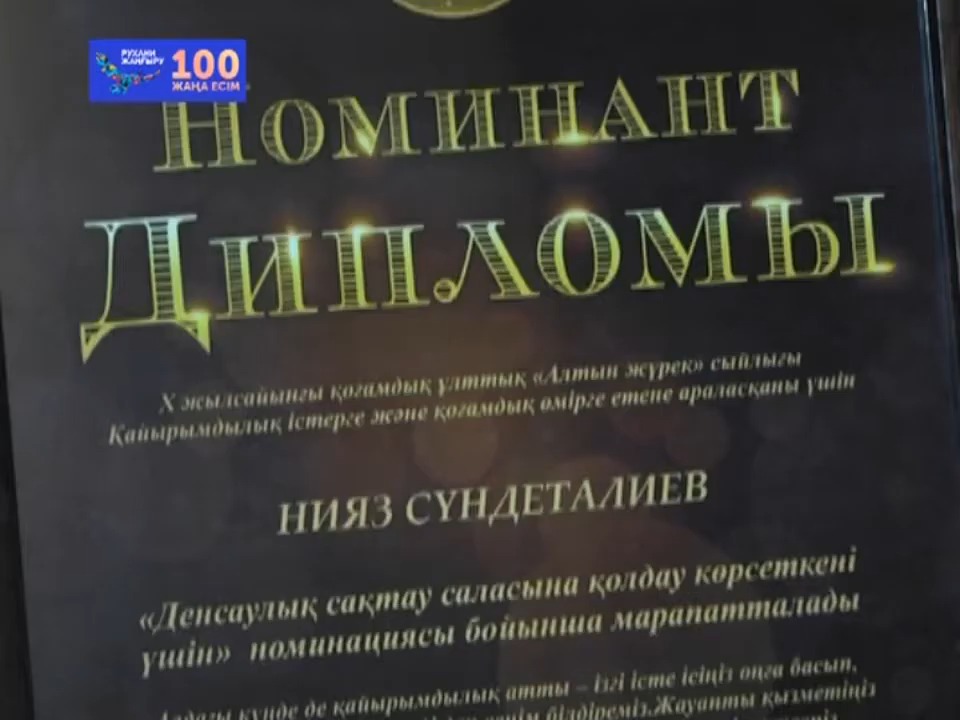 РУХАНИ
ЖАҢҒЫРУ
100
ЖАҢА ЕСІМ
НОМИНАНТ
ДИПЛОМЫ
X жылсайынғы қоғамдық ұлттық «Алтын жүрек» сыйлығы
Қайырымдылық істерге және қоғамдық өмірге етене араласқаны үшін
НИЯЗ СҮНДЕТАЛИЕВ
«Денсаулық сақтау саласына қолдау көрсеткені
үшін» номинациясы бойынша марапатталады
күнде де қайырымдылық атты – ізгі істе ісіңіз оңға басып,
білдіреміз.Жауапты қызметіңіз